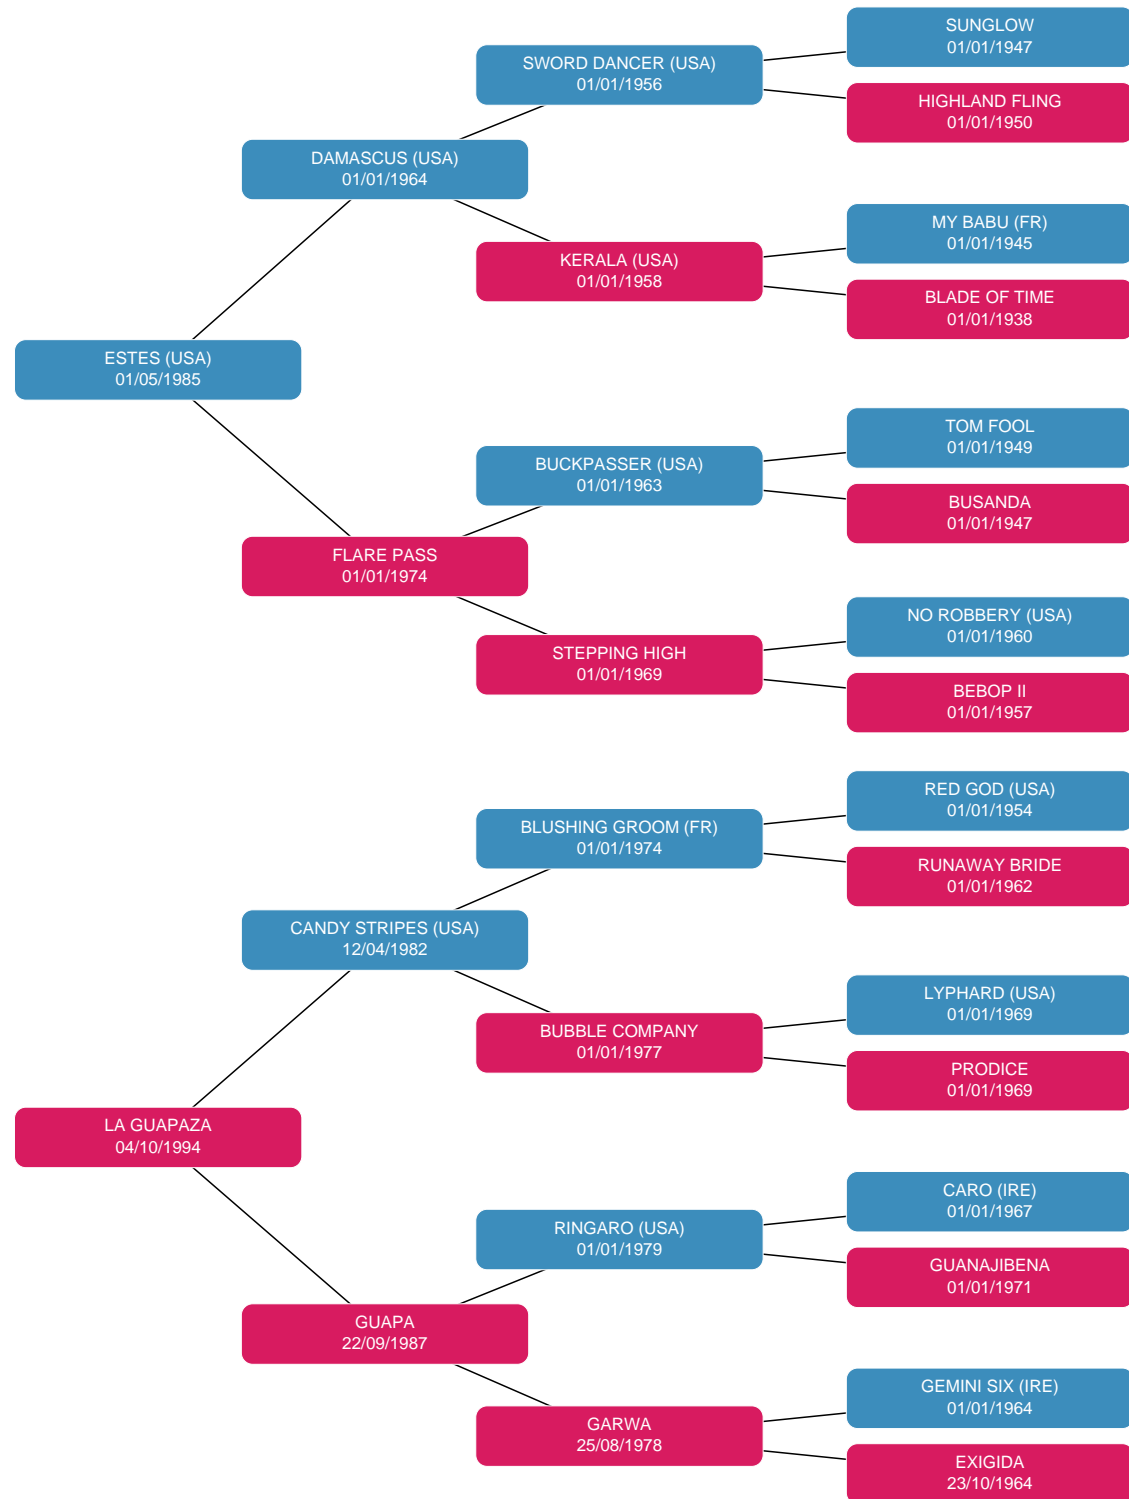 SUNGLOW
01/01/1947
SWORD DANCER (USA)
01/01/1956
HIGHLAND FLING
01/01/1950
DAMASCUS (USA)
01/01/1964
MY BABU (FR)
01/01/1945
KERALA (USA)
01/01/1958
BLADE OF TIME
01/01/1938
ESTES (USA)
01/05/1985
TOM FOOL
01/01/1949
BUCKPASSER (USA)
01/01/1963
BUSANDA
01/01/1947
FLARE PASS
01/01/1974
NO ROBBERY (USA)
01/01/1960
STEPPING HIGH
01/01/1969
BEBOP II
01/01/1957
RED GOD (USA)
01/01/1954
BLUSHING GROOM (FR)
01/01/1974
RUNAWAY BRIDE
01/01/1962
CANDY STRIPES (USA)
12/04/1982
LYPHARD (USA)
01/01/1969
BUBBLE COMPANY
01/01/1977
PRODICE
01/01/1969
LA GUAPAZA
04/10/1994
CARO (IRE)
01/01/1967
RINGARO (USA)
01/01/1979
GUANAJIBENA
01/01/1971
GUAPA
22/09/1987
GEMINI SIX (IRE)
01/01/1964
GARWA
25/08/1978
EXIGIDA
23/10/1964